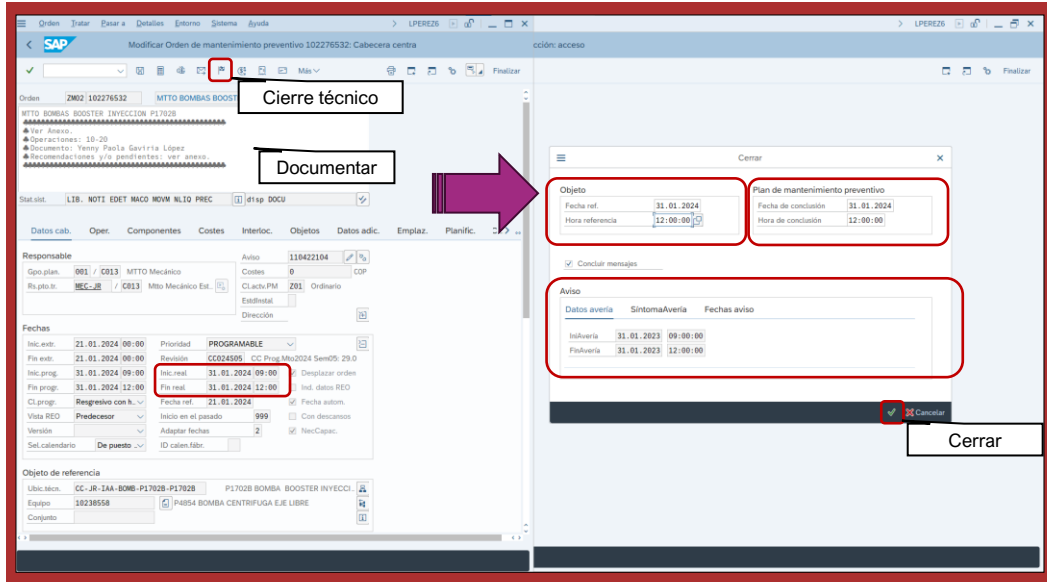 Orden Tratar Pasar a Detalles Entorno Sistema Ayuda
LPEREZ6
SAP
Modificar Orden de mantenimiento preventivo 102276532: Cabecera centra
Más
Finalizar
Cierre técnico
Orden ZM02 102276532 MTTO BOMBAS BOOST
MTTO BOMBAS BOOSTER INYECCION P1702B
♣♣♣♣♣♣♣♣♣♣♣♣♣♣♣♣♣♣♣♣♣♣♣♣♣♣♣♣♣♣♣♣♣♣♣♣♣
♣Ver Anexo.
♣Operaciones: 10-20
♣Documento: Yenny Paola Gaviria López
♣Recomendaciones y/o pendientes: ver anexo.
♣♣♣♣♣♣♣♣♣♣♣♣♣♣♣♣♣♣♣♣♣♣♣♣♣♣♣♣♣♣♣♣♣♣♣♣♣
Documentar
Stat.sist. LIB. NOTI EDET MACO MOVM NLIQ PREC disp DOCU
Datos cab. Oper. Componentes Costes Interloc. Objetos Datos adic. Emplaz. Planific.
Responsable
Aviso 110422104
Gpo.plan. 001 / C013 MTTO Mecánico
Costes 0 COP
Rs.pto.tr. MEC-JR / C013 Mtto Mecánico Est..
Cl.actv.PM Z01 Ordinario
EstdInstal
Dirección
Fechas
Inic.extr. 21.01.2024 00:00 Prioridad PROGRAMABLE
Fin extr. 21.01.2024 00:00 Revisión CC024S05 CC Prog.Mto2024 Sem05: 29.0
Inic.prog. 31.01.2024 09:00 Inic.real 31.01.2024 09:00 Desplazar orden
Fin progr. 31.01.2024 12:00 Fin real 31.01.2024 12:00 Ind. datos REO
Cl.progr. Resgresivo con h.. Fecha ref. 21.01.2024 Fecha autom.
Vista REO Predecesor Inicio en el pasado 999 Con descansos
Versión Adaptar fechas 2 NecCapac.
Sel.calendario De puesto .. ID calen.fábr.
Objeto de referencia
Ubic.técn. CC-JR-IAA-BOMB-P1702B-P1702B P1702B BOMBA BOOSTER INYECCI.
Equipo 10238558 P4854 BOMBA CENTRIFUGA EJE LIBRE
Conjunto
LPEREZ6
cción: acceso
Finalizar
Cerrar
Objeto
Fecha ref. 31.01.2024
Hora referencia 12:00:00
Plan de mantenimiento preventivo
Fecha de conclusión 31.01.2024
Hora de conclusión 12:00:00
Concluir mensajes
Aviso
Datos avería SíntomaAvería Fechas aviso
IniAvería 31.01.2023 09:00:00
FinAvería 31.01.2023 12:00:00
Cancelar
Cerrar